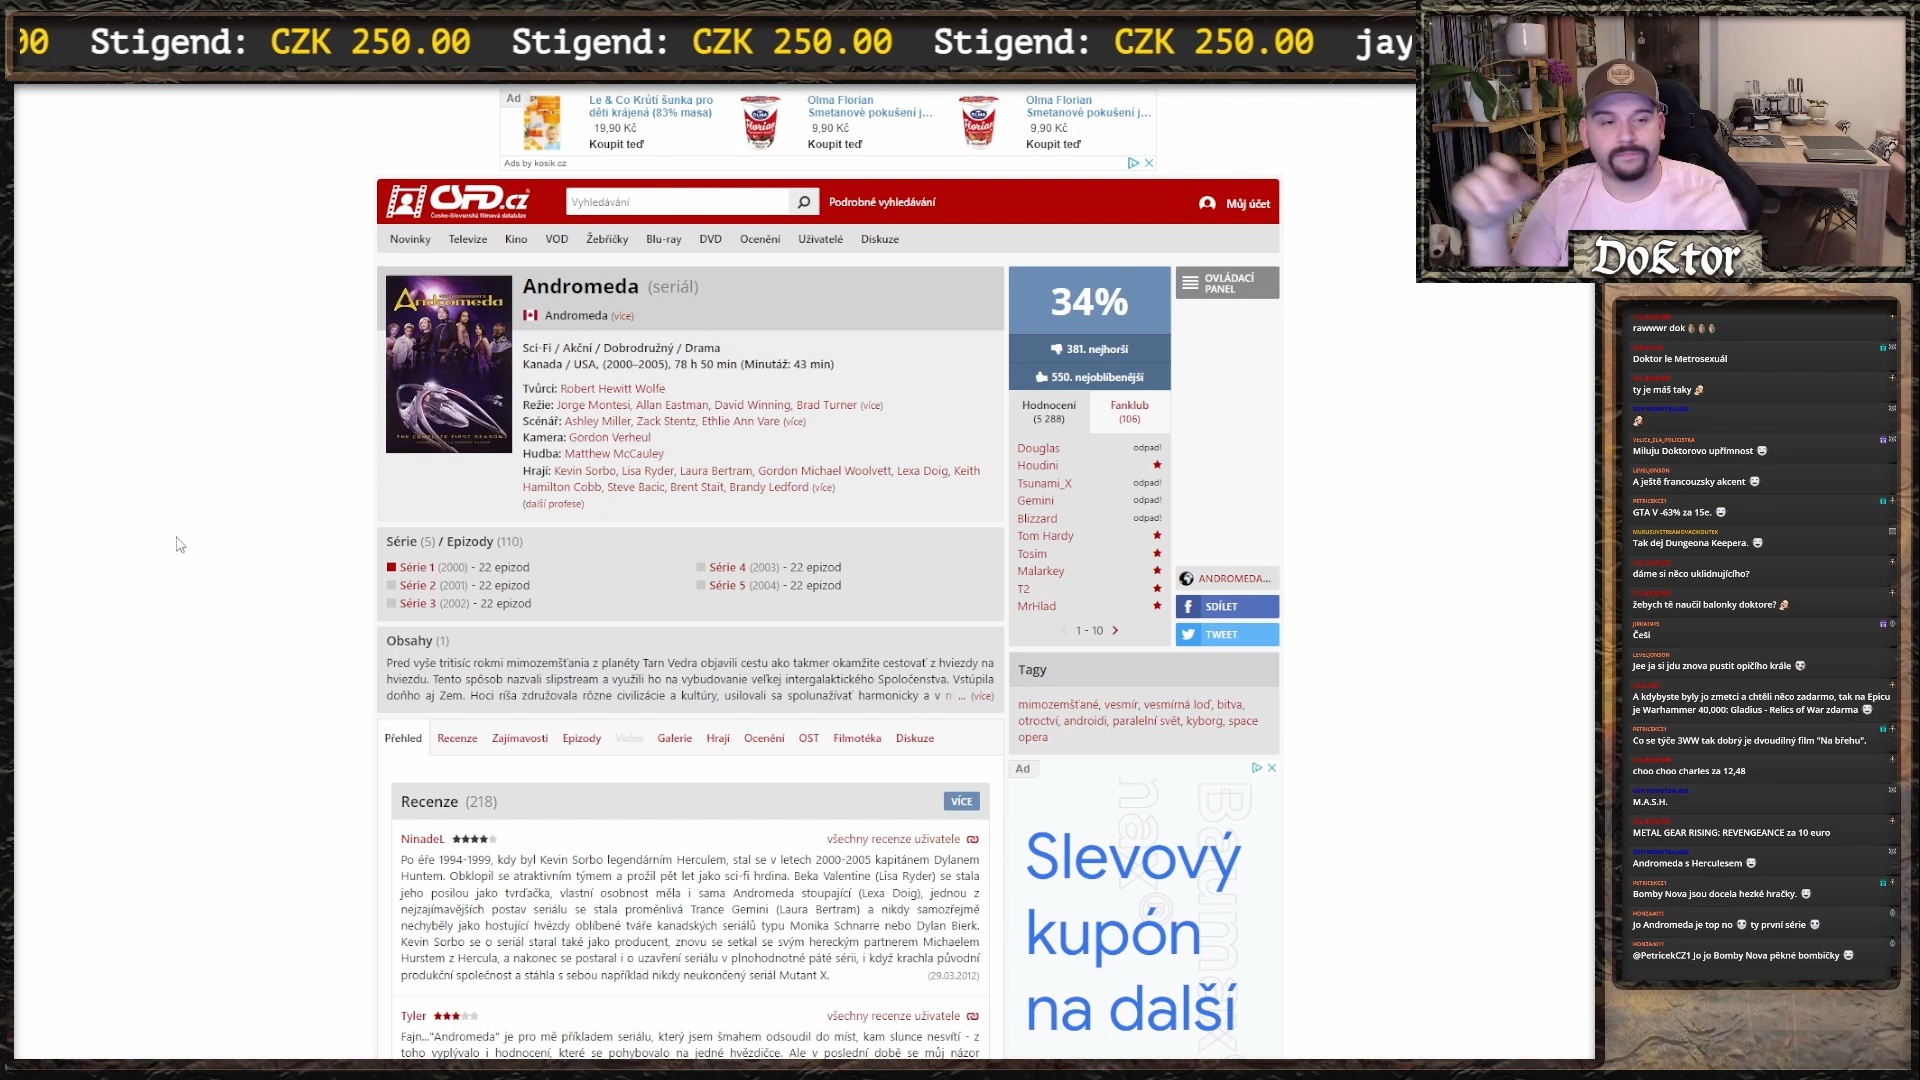 00 Stigend: CZK 250.00 Stigend: CZK 250.00 Stigend: CZK 250.00 jay
Doktor
Ad
Le & Co Krůtí šunka pro
děti krájená (83% masa)
19,90 Kč
Koupit teď
Olma Florian
Smetanové pokušení j...
9,90 Kč
Koupit teď
Olma Florian
Smetanové pokušení j...
9,90 Kč
Koupit teď
Ads by kosik.cz
ČSFD.cz
Česko-Slovenská filmová databáze
Vyhledávání
Podrobné vyhledávání
Můj účet
Novinky Televize Kino VOD Žebříčky Blu-ray DVD Ocenění Uživatelé Diskuze
Andromeda
THE COMPLETE FIRST SEASON
Andromeda (seriál)
Andromeda (více)
Sci-Fi / Akční / Dobrodružný / Drama
Kanada / USA, (2000–2005), 78 h 50 min (Minutáž: 43 min)
Tvůrci: Robert Hewitt Wolfe
Režie: Jorge Montesi, Allan Eastman, David Winning, Brad Turner (více)
Scénář: Ashley Miller, Zack Stentz, Ethlie Ann Vare (více)
Kamera: Gordon Verheul
Hudba: Matthew McCauley
Hrají: Kevin Sorbo, Lisa Ryder, Laura Bertram, Gordon Michael Woolvett, Lexa Doig, Keith
Hamilton Cobb, Steve Bacic, Brent Stait, Brandy Ledford (více)
(další profese)
34%
381. nejhorší
550. nejoblíbenější
Hodnocení
(5 288)
Fanklub
(106)
Douglas odpad!
Houdini
Tsunami_X odpad!
Gemini odpad!
Blizzard odpad!
Tom Hardy
Tosim
Malarkey
T2
MrHlad
1 - 10
OVLÁDACÍ
PANEL
ANDROMEDA...
SDÍLET
TWEET
Série (5) / Epizody (110)
Série 1 (2000) - 22 epizod
Série 2 (2001) - 22 epizod
Série 3 (2002) - 22 epizod
Série 4 (2003) - 22 epizod
Série 5 (2004) - 22 epizod
Obsahy (1)
Pred vyše tritisíc rokmi mimozemšťania z planéty Tarn Vedra objavili cestu ako takmer okamžite cestovať z hviezdy na
hviezdu. Tento spôsob nazvali slipstream a využili ho na vybudovanie veľkej intergalaktického Spoločenstva. Vstúpila
doňho aj Zem. Hoci ríša združovala rôzne civilizácie a kultúry, usilovali sa spolunažívať harmonicky a v m ... (více)
Tagy
mimozemšťané, vesmír, vesmírná loď, bitva,
otroctví, androidi, paralelní svět, kyborg, space
opera
Přehled Recenze Zajímavosti Epizody Videa Galerie Hrají Ocenění OST Filmotéka Diskuze
Recenze (218)
VÍCE
NinadeL
všechny recenze uživatele
Po éře 1994-1999, kdy byl Kevin Sorbo legendárním Herculem, stal se v letech 2000-2005 kapitánem Dylanem
Huntem. Obklopil se atraktivním týmem a prožil pět let jako sci-fi hrdina. Beka Valentine (Lisa Ryder) se stala
jeho posilou jako tvrďačka, vlastní osobnost měla i sama Andromeda stoupající (Lexa Doig), jednou z
nejzajímavějších postav seriálu se stala proměnlivá Trance Gemini (Laura Bertram) a nikdy samozřejmě
nechyběly jako hostující hvězdy oblíbené tváře kanadských seriálů typu Monika Schnarre nebo Dylan Bierk.
Kevin Sorbo se o seriál staral také jako producent, znovu se setkal se svým hereckým partnerem Michaelem
Hurstem z Hercula, a nakonec se postaral i o uzavření seriálu v plnohodnotné páté sérii, i když krachla původní
produkční společnost a stáhla s sebou například nikdy neukončený seriál Mutant X. (29.03.2012)
Tyler
všechny recenze uživatele
Fajn..."Andromeda" je pro mě příkladem seriálu, který jsem šmahem odsoudil do míst, kam slunce nesvítí - z
toho vyplývalo i hodnocení, které se pohybovalo na jedné hvězdičce. Ale v poslední době se můj názor
Ad
Slevový
kupón
na další
rawwwr dok
Doktor le Metrosexuál
ty je máš taky
VELICE_ZLA_POLICISTKA
Miluju Doktorovo upřímnost
LEVELJONSON
A ještě francouzsky akcent
PETRICEKCZ1
GTA V -63% za 15e.
Tak dej Dungeona Keepera.
dáme si něco uklidnujícího?
žebych tě naučil balonky doktore?
JIRKA1945
Češi
LEVELJONSON
Jee ja si jdu znova pustit opičího krále
A kdybyste byly jo zmetci a chtěli něco zadarmo, tak na Epicu
je Warhammer 40,000: Gladius - Relics of War zdarma
PETRICEKCZ1
Co se týče 3WW tak dobrý je dvoudílný film "Na břehu".
choo choo charles za 12,48
M.A.S.H.
METAL GEAR RISING: REVENGEANCE za 10 euro
Andromeda s Herculesem
PETRICEKCZ1
Bomby Nova jsou docela hezké hračky.
HONZA4011
Jo Andromeda je top no ty první série
HONZA4011
@PetricekCZ1 Jo jo Bomby Nova pěkné bombičky